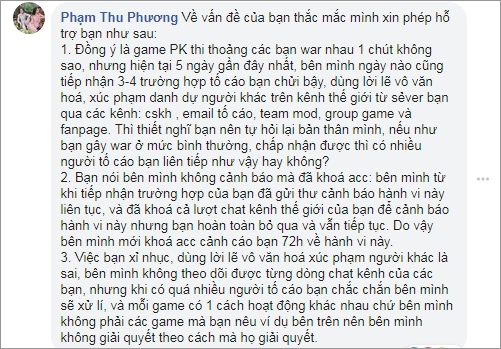 Phạm Thu Phương Về vấn đề của bạn thắc mắc mình xin phép hỗ
trợ bạn như sau:
1. Đồng ý là game PK thi thoảng các bạn war nhau 1 chút không
sao, nhưng hiện tại 5 ngày gần đây nhất, bên mình ngày nào cũng
tiếp nhận 3-4 trường hợp tố cáo bạn chửi bậy, dùng lời lẽ vô văn
hoá, xúc phạm danh dự người khác trên kênh thế giới từ sẻver bạn
qua các kênh: cskh , email tố cáo, team mod, group game và
fanpage. Thì thiết nghĩ bạn nên tự hỏi lại bản thân mình, nếu như
bạn gây war ở mức bình thường, chấp nhận được thì có nhiều
người tố cáo bạn liên tiếp như vậy hay không?
2. Bạn nói bên mình không cảnh báo mà đã khoá acc: bên mình từ
khi tiếp nhận trường hợp của bạn đã gửi thư cảnh báo hành vi này
liên tục, và đã khoá cả lượt chat kênh thế giới của bạn để cảnh báo
hành vi này nhưng bạn hoàn toàn bỏ qua và vẫn tiếp tục. Do vậy
bên mình mới khoá acc cảnh cáo bạn 72h về hành vi này.
3. Việc bạn xỉ nhục, dùng lời lẽ vô văn hoá xúc phạm người khác là
sai, bên mình không theo dõi được từng dòng chat kênh của các
bạn, nhưng khi có quá nhiều người tố cáo bạn chắc chắn bên mình
sẽ xử lí, và mỗi game có 1 cách hoạt động khác nhau chứ bên mình
không phải các game mà bạn nêu ví dụ bên trên nên bên mình
không giải quyết theo cách mà họ giải quyết.